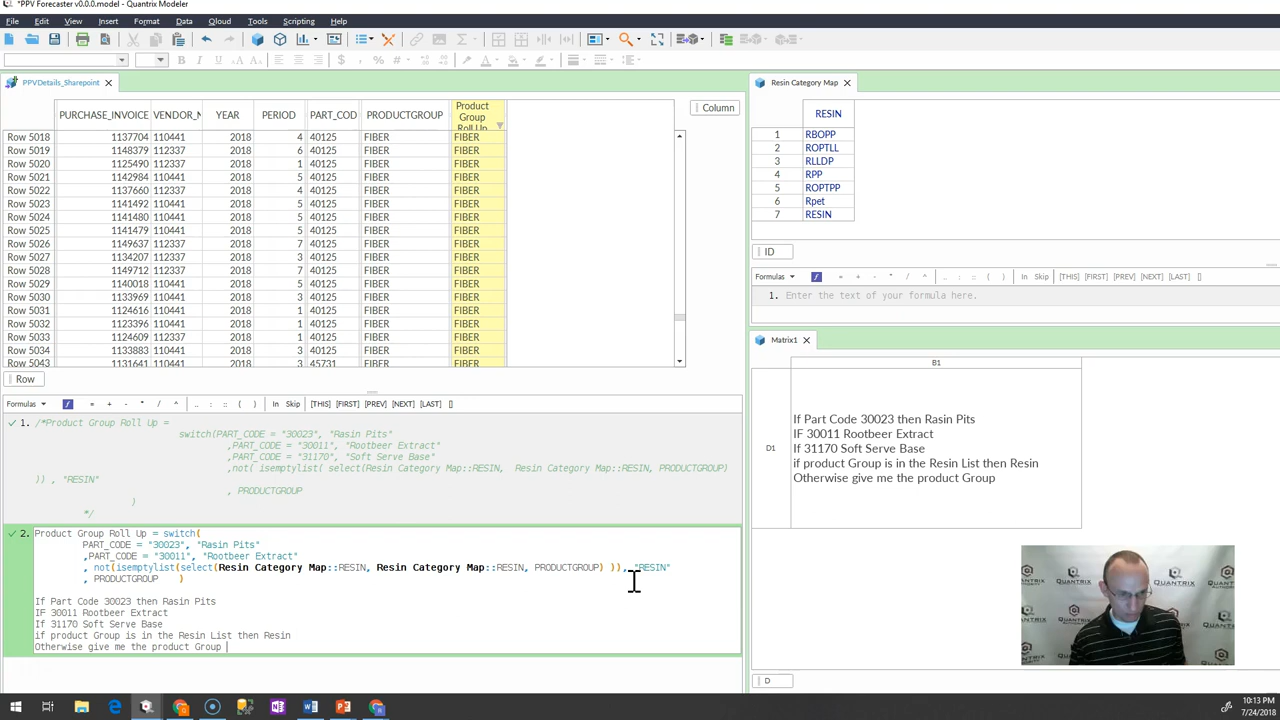 *PPV Forecaster v0.0.0.model - Quantrix Modeler
File Edit View Insert Format Data Qloud Tools Scripting Help
PPVDetails_Sharepoint
PURCHASE_INVOICE VENDOR_N YEAR PERIOD PART_COD PRODUCTGROUP Product Group Roll Up
Column
Row 5018 1137704 110441 2018 4 40125 FIBER FIBER
Row 5019 1148379 112337 2018 6 40125 FIBER FIBER
Row 5020 1125490 112337 2018 1 40125 FIBER FIBER
Row 5021 1142984 110441 2018 5 40125 FIBER FIBER
Row 5022 1137660 112337 2018 4 40125 FIBER FIBER
Row 5023 1141492 110441 2018 5 40125 FIBER FIBER
Row 5024 1141480 110441 2018 5 40125 FIBER FIBER
Row 5025 1141479 110441 2018 5 40125 FIBER FIBER
Row 5026 1149637 112337 2018 7 40125 FIBER FIBER
Row 5027 1134207 112337 2018 3 40125 FIBER FIBER
Row 5028 1149712 112337 2018 7 40125 FIBER FIBER
Row 5029 1140018 110441 2018 5 40125 FIBER FIBER
Row 5030 1133969 110441 2018 3 40125 FIBER FIBER
Row 5031 1124616 110441 2018 1 40125 FIBER FIBER
Row 5032 1123396 110441 2018 1 40125 FIBER FIBER
Row 5033 1124609 112337 2018 1 40125 FIBER FIBER
Row 5034 1133883 110441 2018 3 40125 FIBER FIBER
Row 5043 1131641 110441 2018 3 45731 FIBER FIBER
Row
Formulas = + - * / ^ .. : :: ( ) In Skip [THIS] [FIRST] [PREV] [NEXT] [LAST] []
1. /*Product Group Roll Up =
switch(PART_CODE = "30023", "Rasin Pits"
,PART_CODE = "30011", "Rootbeer Extract"
,PART_CODE = "31170", "Soft Serve Base"
,not( isemptylist( select(Resin Category Map::RESIN, Resin Category Map::RESIN, PRODUCTGROUP)
)) , "RESIN"
, PRODUCTGROUP
)
*/
2. Product Group Roll Up = switch(
PART_CODE = "30023", "Rasin Pits"
,PART_CODE = "30011", "Rootbeer Extract"
, not(isemptylist(select(Resin Category Map::RESIN, Resin Category Map::RESIN, PRODUCTGROUP) )), "RESIN"
, PRODUCTGROUP )
If Part Code 30023 then Rasin Pits
IF 30011 Rootbeer Extract
If 31170 Soft Serve Base
if product Group is in the Resin List then Resin
Otherwise give me the product Group
Resin Category Map
RESIN
1 RBOPP
2 ROPTLL
3 RLLDP
4 RPP
5 ROPTPP
6 Rpet
7 RESIN
ID
Formulas = + - * / ^ .. : :: ( ) In Skip [THIS] [FIRST] [PREV] [NEXT] [LAST] []
1. Enter the text of your formula here.
Matrix1
B1
D1
If Part Code 30023 then Rasin Pits
IF 30011 Rootbeer Extract
If 31170 Soft Serve Base
if product Group is in the Resin List then Resin
Otherwise give me the product Group
D
QUANTRIX AUTHORITY
10:13 PM
7/24/2018